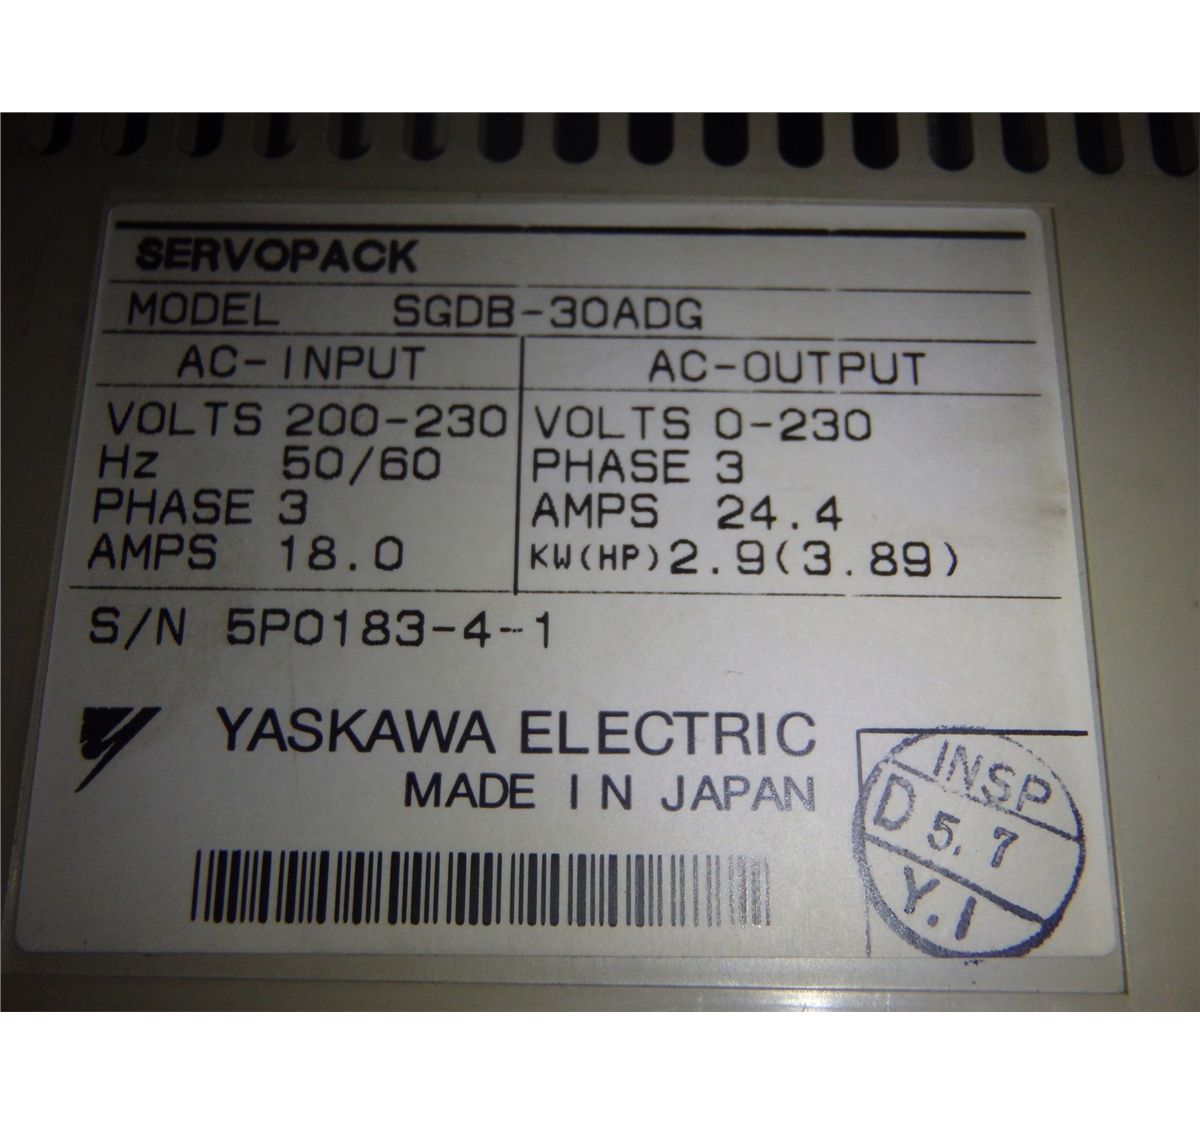 SERVOPACK
MODEL SGDB-30ADG
AC-INPUT AC-OUTPUT
VOLTS 200-230 VOLTS 0-230
Hz 50/60 PHASE 3
PHASE 3 AMPS 24.4
AMPS 18.0 KW(HP) 2.9(3.89)
S/N 5P0183-4-1
YASKAWA ELECTRIC
MADE IN JAPAN
INSP
D 5.7
Y.I